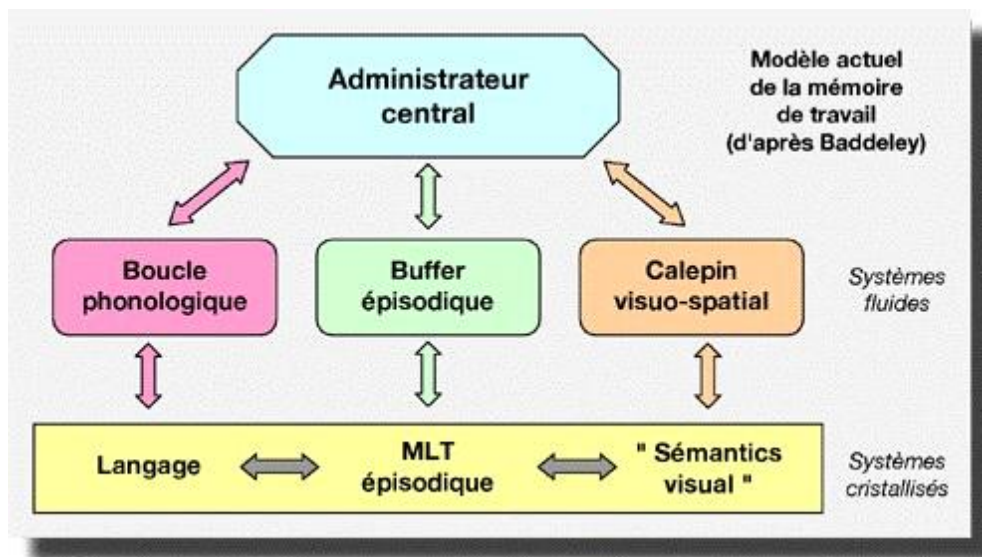 Administrateur
central
Modèle actuel
de la mémoire
de travail
(d'après Baddeley)
Boucle
phonologique
Buffer
épisodique
Calepin
visuo-spatial
Systèmes
fluides
Langage
MLT
épisodique
" Sémantics
visual "
Systèmes
cristallisés